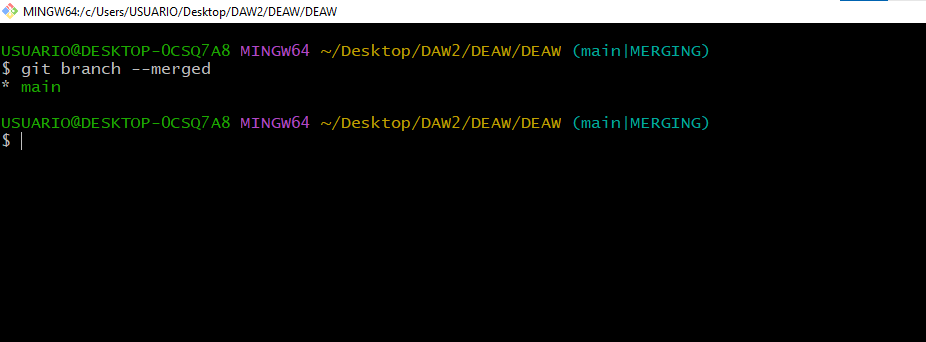 MINGW64:/c/Users/USUARIO/Desktop/DAW2/DEAW/DEAW
USUARIO@DESKTOP-0CSQ7A8 MINGW64 ~/Desktop/DAW2/DEAW/DEAW (main|MERGING)
$ git branch --merged
* main
USUARIO@DESKTOP-0CSQ7A8 MINGW64 ~/Desktop/DAW2/DEAW/DEAW (main|MERGING)
$